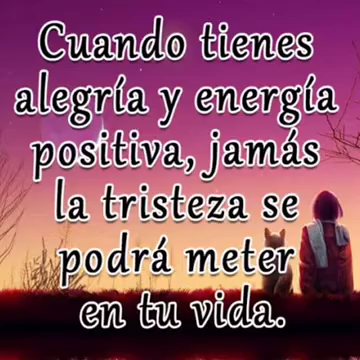 Cuando tienes
alegría y energía
positiva, jamás
la tristeza se
podrá meter
en tu vida.